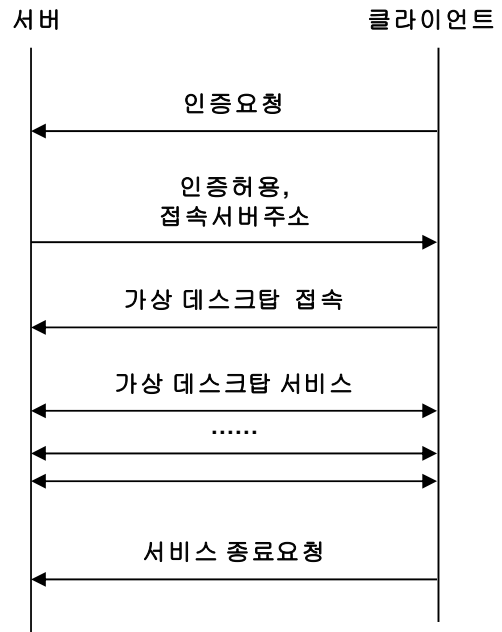 서버
클라이언트
인증요청
인증허용,
접속서버주소
가상 데스크탑 접속
가상 데스크탑 서비스
......
서비스 종료요청